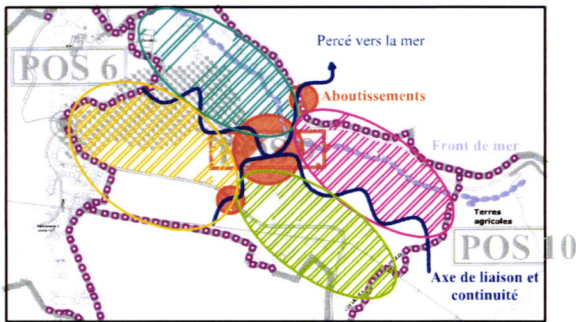 Percé vers la mer
POS 6
Aboutissements
Front de mer
Terres
agricoles
POS 10
Axe de liaison et
continuité